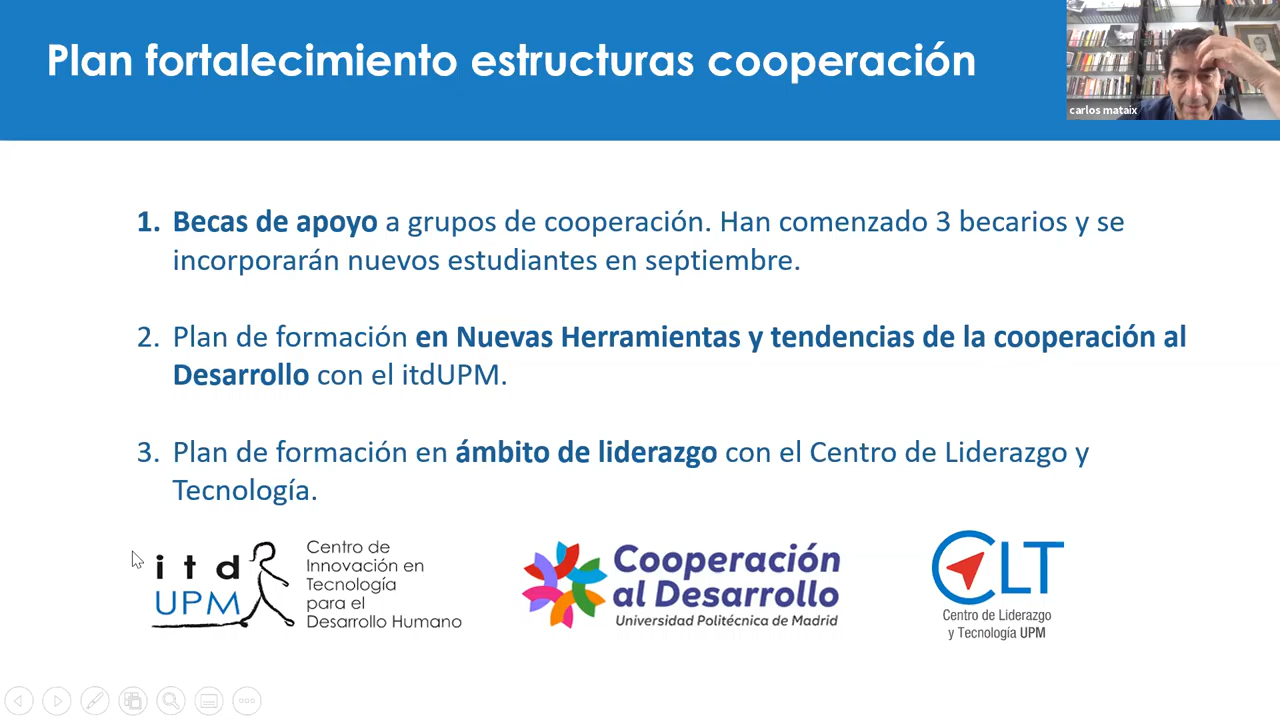 Plan fortalecimiento estructuras cooperación
carlos mataix
1. Becas de apoyo a grupos de cooperación. Han comenzado 3 becarios y se
incorporarán nuevos estudiantes en septiembre.
2. Plan de formación en Nuevas Herramientas y tendencias de la cooperación al
Desarrollo con el itdUPM.
3. Plan de formación en ámbito de liderazgo con el Centro de Liderazgo y
Tecnología.
itd
UPM
Centro de
Innovación en
Tecnología
para el
Desarrollo Humano
Cooperación
al Desarrollo
Universidad Politécnica de Madrid
CLT
Centro de Liderazgo
y Tecnología UPM